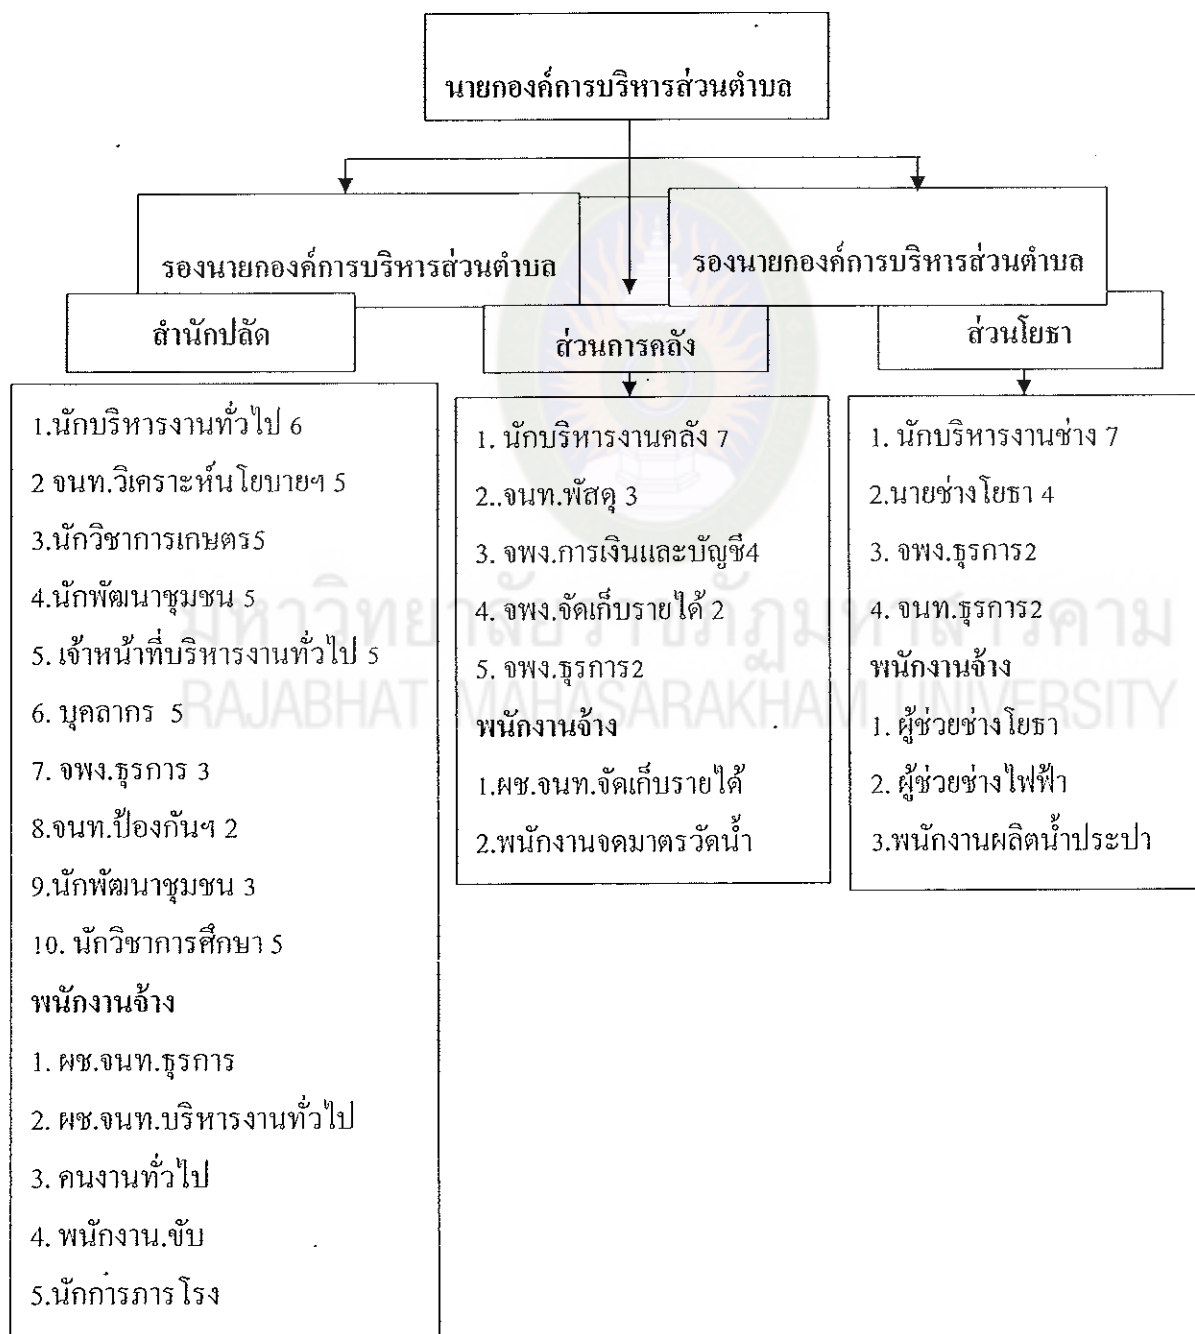 นายกองค์การบริหารส่วนตำบล
รองนายกองค์การบริหารส่วนตำบล
รองนายกองค์การบริหารส่วนตำบล
สำนักปลัด
ส่วนการคลัง
ส่วนโยธา
1.นักบริหารงานทั่วไป 6
2 จนท.วิเคราะห์นโยบายฯ 5
3.นักวิชาการเกษตร5
4.นักพัฒนาชุมชน 5
5. เจ้าหน้าที่บริหารงานทั่วไป 5
6. บุคลากร 5
7. จพง.ธุรการ 3
8.จนท.ป้องกันฯ 2
9.นักพัฒนาชุมชน 3
10. นักวิชาการศึกษา 5
พนักงานจ้าง
1. ผช.จนท.ธุรการ
2. ผช.จนท.บริหารงานทั่วไป
3. คนงานทั่วไป
4. พนักงาน.ขับ
5.นักการภารโรง
1. นักบริหารงานคลัง 7
2..จนท.พัสดุ 3
3. จพง.การเงินและบัญชี4
4. จพง.จัดเก็บรายได้ 2
5. จพง.ธุรการ2
พนักงานจ้าง
1.ผช.จนท.จัดเก็บรายได้
2.พนักงานจดมาตรวัดน้ำ
1. นักบริหารงานช่าง 7
2.นายช่างโยธา 4
3. จพง.ธุรการ2
4. จนท.ธุรการ2
พนักงานจ้าง
1. ผู้ช่วยช่างโยธา
2. ผู้ช่วยช่างไฟฟ้า
3.พนักงานผลิตน้ำประปา
มหาวิทยาลัยราชภัฏมหาสารคาม
RAJABHAT MAHASARAKHAM UNIVERSITY